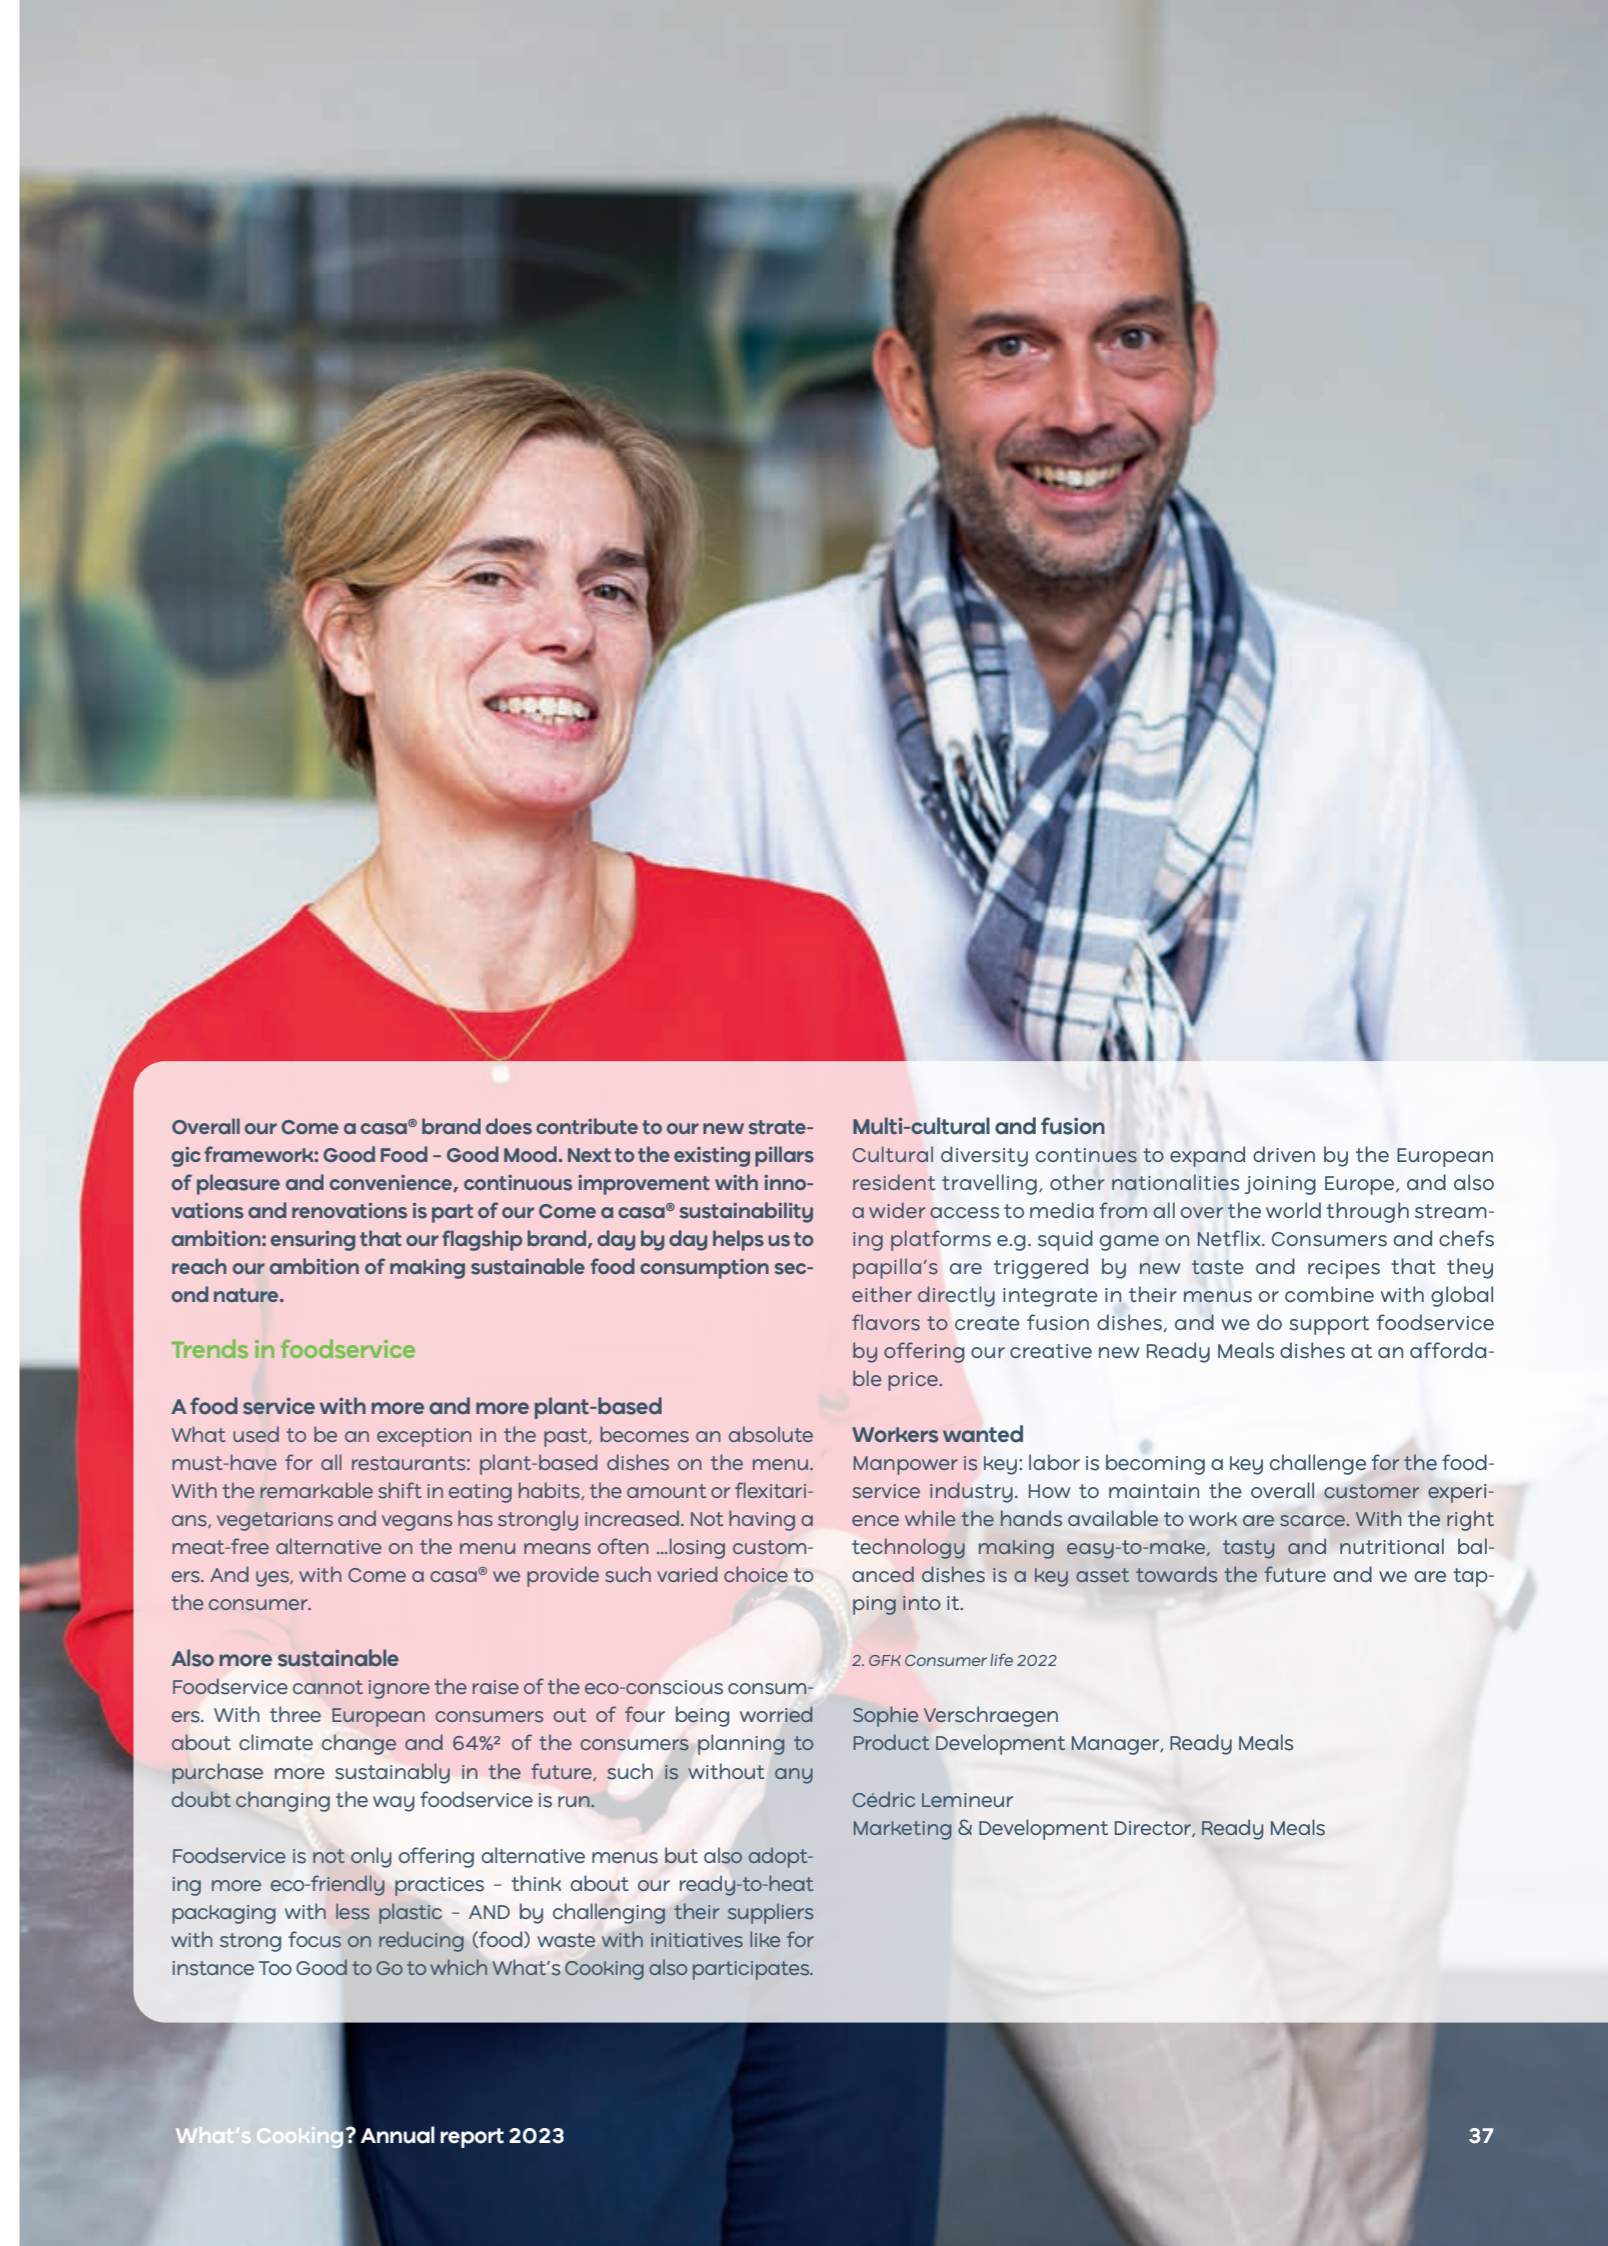 Overall our Come a casa® brand does contribute to our new strate-
gic framework: Good Food - Good Mood. Next to the existing pillars
of pleasure and convenience, continuous improvement with inno-
vations and renovations is part of our Come a casa® sustainability
ambition: ensuring that our flagship brand, day by day helps us to
reach our ambition of making sustainable food consumption sec-
ond nature.
Trends in foodservice
A food service with more and more plant-based
What used to be an exception in the past, becomes an absolute
must-have for all restaurants: plant-based dishes on the menu.
With the remarkable shift in eating habits, the amount or flexitari-
ans, vegetarians and vegans has strongly increased. Not having a
meat-free alternative on the menu means often ...losing custom-
ers. And yes, with Come a casa® we provide such varied choice to
the consumer.
Also more sustainable
Foodservice cannot ignore the raise of the eco-conscious consum-
ers. With three European consumers out of four being worried
about climate change and 64%² of the consumers planning to
purchase more sustainably in the future, such is without any
doubt changing the way foodservice is run.
Foodservice is not only offering alternative menus but also adopt-
ing more eco-friendly practices - think about our ready-to-heat
packaging with less plastic - AND by challenging their suppliers
with strong focus on reducing (food) waste with initiatives like for
instance Too Good to Go to which What's Cooking also participates.
Multi-cultural and fusion
Cultural diversity continues to expand driven by the European
resident travelling, other nationalities joining Europe, and also
a wider access to media from all over the world through stream-
ing platforms e.g. squid game on Netflix. Consumers and chefs
papilla's are triggered by new taste and recipes that they
either directly integrate in their menus or combine with global
flavors to create fusion dishes, and we do support foodservice
by offering our creative new Ready Meals dishes at an afforda-
ble price.
Workers wanted
Manpower is key: labor is becoming a key challenge for the food-
service industry. How to maintain the overall customer experi-
ence while the hands available to work are scarce. With the right
technology making easy-to-make, tasty and nutritional bal-
anced dishes is a key asset towards the future and we are tap-
ping into it.
2. GFK Consumer life 2022
Sophie Verschraegen
Product Development Manager, Ready Meals
Cédric Lemineur
Marketing & Development Director, Ready Meals
What's Cooking? Annual report 2023
37